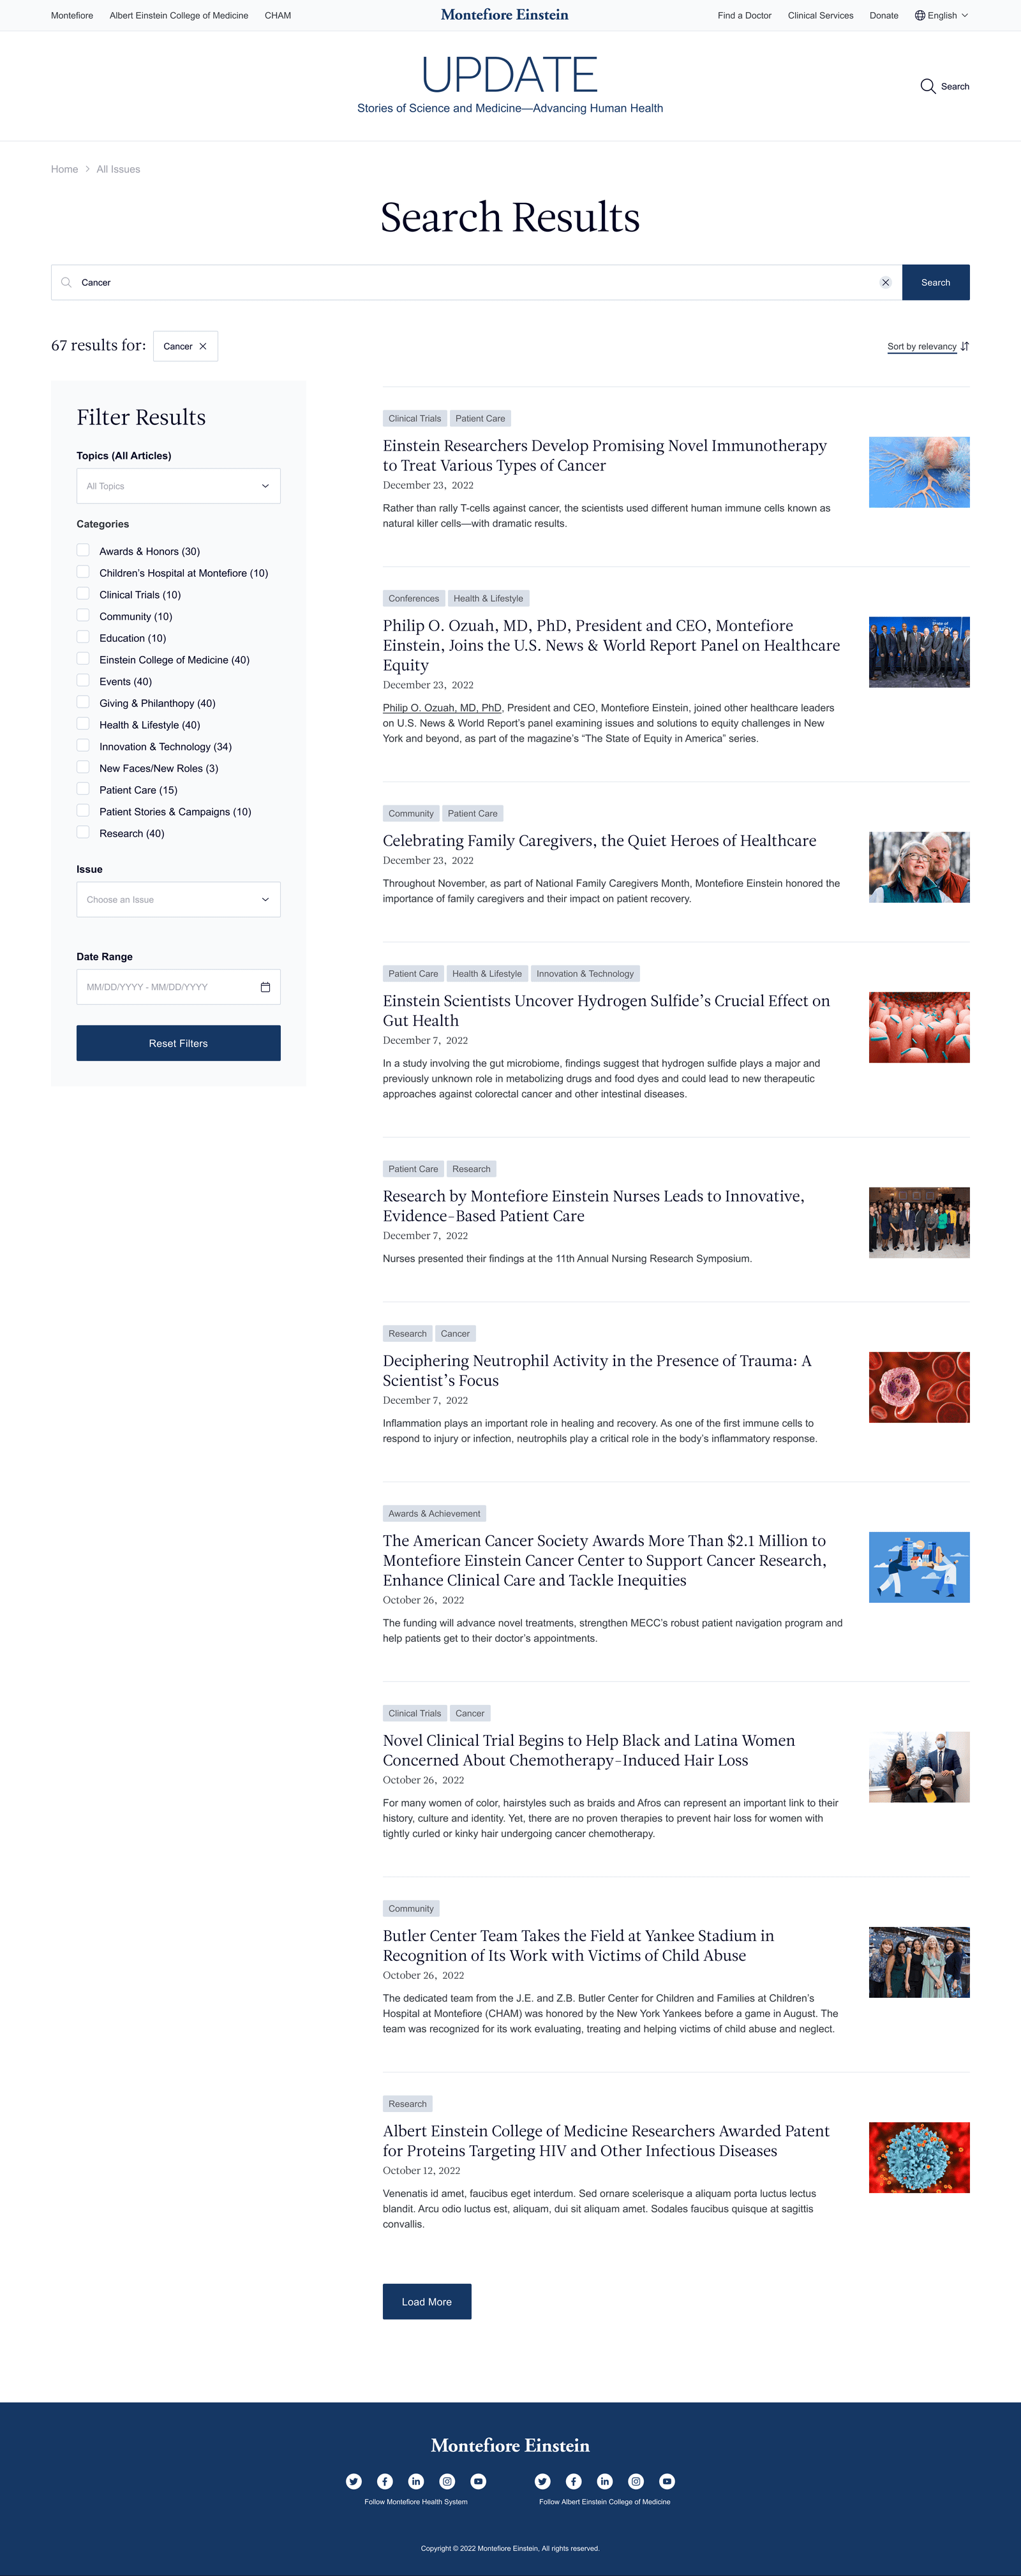 Montefiore Albert Einstein College of Medicine CHAM Montefiore Einstein Find a Doctor Clinical Services Donate English
UPDATE
Stories of Science and Medicine—Advancing Human Health
Search
Home All Issues
Search Results
Cancer Search
67 results for: Cancer
Sort by relevancy
Filter Results
Topics (All Articles)
All Topics
Categories
Awards & Honors (30)
Children’s Hospital at Montefiore (10)
Clinical Trials (10)
Community (10)
Education (10)
Einstein College of Medicine (40)
Events (40)
Giving & Philanthopy (40)
Health & Lifestyle (40)
Innovation & Technology (34)
New Faces/New Roles (3)
Patient Care (15)
Patient Stories & Campaigns (10)
Research (40)
Issue
Choose an Issue
Date Range
MM/DD/YYYY - MM/DD/YYYY
Reset Filters
Clinical Trials Patient Care
Einstein Researchers Develop Promising Novel Immunotherapy
to Treat Various Types of Cancer
December 23, 2022
Rather than rally T-cells against cancer, the scientists used different human immune cells known as
natural killer cells—with dramatic results.
Conferences Health & Lifestyle
Philip O. Ozuah, MD, PhD, President and CEO, Montefiore
Einstein, Joins the U.S. News & World Report Panel on Healthcare
Equity
December 23, 2022
Philip O. Ozuah, MD, PhD, President and CEO, Montefiore Einstein, joined other healthcare leaders
on U.S. News & World Report’s panel examining issues and solutions to equity challenges in New
York and beyond, as part of the magazine’s “The State of Equity in America” series.
Community Patient Care
Celebrating Family Caregivers, the Quiet Heroes of Healthcare
December 23, 2022
Throughout November, as part of National Family Caregivers Month, Montefiore Einstein honored the
importance of family caregivers and their impact on patient recovery.
Patient Care Health & Lifestyle Innovation & Technology
Einstein Scientists Uncover Hydrogen Sulfide’s Crucial Effect on
Gut Health
December 7, 2022
In a study involving the gut microbiome, findings suggest that hydrogen sulfide plays a major and
previously unknown role in metabolizing drugs and food dyes and could lead to new therapeutic
approaches against colorectal cancer and other intestinal diseases.
Patient Care Research
Research by Montefiore Einstein Nurses Leads to Innovative,
Evidence-Based Patient Care
December 7, 2022
Nurses presented their findings at the 11th Annual Nursing Research Symposium.
Research Cancer
Deciphering Neutrophil Activity in the Presence of Trauma: A
Scientist’s Focus
December 7, 2022
Inflammation plays an important role in healing and recovery. As one of the first immune cells to
respond to injury or infection, neutrophils play a critical role in the body’s inflammatory response.
Awards & Achievement
The American Cancer Society Awards More Than $2.1 Million to
Montefiore Einstein Cancer Center to Support Cancer Research,
Enhance Clinical Care and Tackle Inequities
October 26, 2022
The funding will advance novel treatments, strengthen MECC’s robust patient navigation program and
help patients get to their doctor’s appointments.
Clinical Trials Cancer
Novel Clinical Trial Begins to Help Black and Latina Women
Concerned About Chemotherapy-Induced Hair Loss
October 26, 2022
For many women of color, hairstyles such as braids and Afros can represent an important link to their
history, culture and identity. Yet, there are no proven therapies to prevent hair loss for women with
tightly curled or kinky hair undergoing cancer chemotherapy.
Community
Butler Center Team Takes the Field at Yankee Stadium in
Recognition of Its Work with Victims of Child Abuse
October 26, 2022
The dedicated team from the J.E. and Z.B. Butler Center for Children and Families at Children’s
Hospital at Montefiore (CHAM) was honored by the New York Yankees before a game in August. The
team was recognized for its work evaluating, treating and helping victims of child abuse and neglect.
Research
Albert Einstein College of Medicine Researchers Awarded Patent
for Proteins Targeting HIV and Other Infectious Diseases
October 12, 2022
Venenatis id amet, faucibus eget interdum. Sed ornare scelerisque a aliquam porta luctus lectus
blandit. Arcu odio luctus est, aliquam, dui sit aliquam amet. Sodales faucibus quisque at sagittis
convallis.
Load More
Montefiore Einstein
Follow Montefiore Health System Follow Albert Einstein College of Medicine
Copyright © 2022 Montefiore Einstein, All rights reserved.